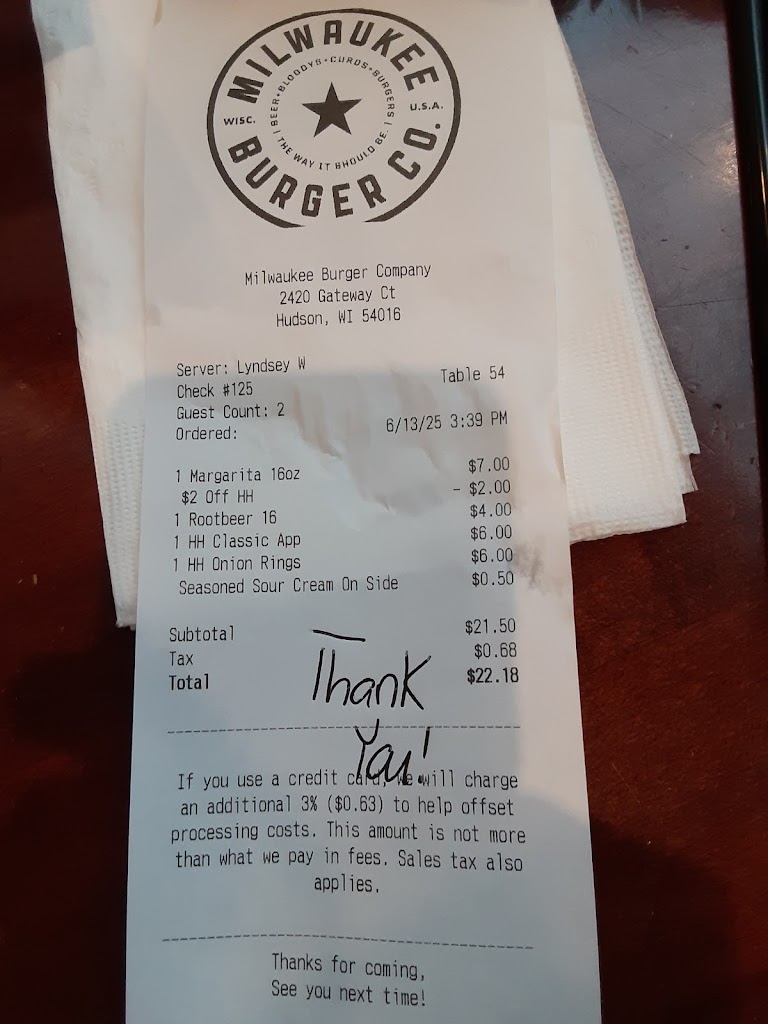 MILWAUKEE
BEER • BLOODYS • CURDS • BURGERS
WISC.
U.S.A.
| THE WAY IT SHOULD BE. |
BURGER CO.
Milwaukee Burger Company
2420 Gateway Ct
Hudson, WI 54016
Server: Lyndsey W
Check #125 Table 54
Guest Count: 2
Ordered: 6/13/25 3:39 PM
1 Margarita 16oz $7.00
$2 Off HH - $2.00
1 Rootbeer 16 $4.00
1 HH Classic App $6.00
1 HH Onion Rings $6.00
Seasoned Sour Cream On Side $0.50
Subtotal $21.50
Tax $0.68
Total $22.18
Thank
You!
If you use a credit card, we will charge
an additional 3% ($0.63) to help offset
processing costs. This amount is not more
than what we pay in fees. Sales tax also
applies.
Thanks for coming,
See you next time!